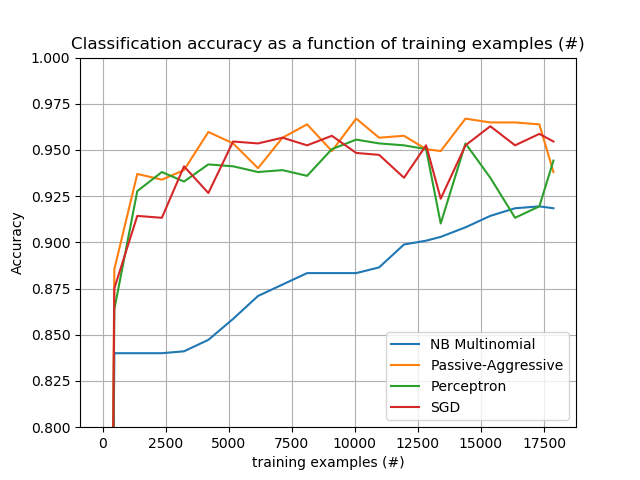 Classification accuracy as a function of training examples (#)
1.000
0.975
0.950
0.925
0.900
0.875
0.850
0.825
0.800
Accuracy
NB Multinomial
Passive-Aggressive
Perceptron
SGD
0 2500 5000 7500 10000 12500 15000 17500
training examples (#)